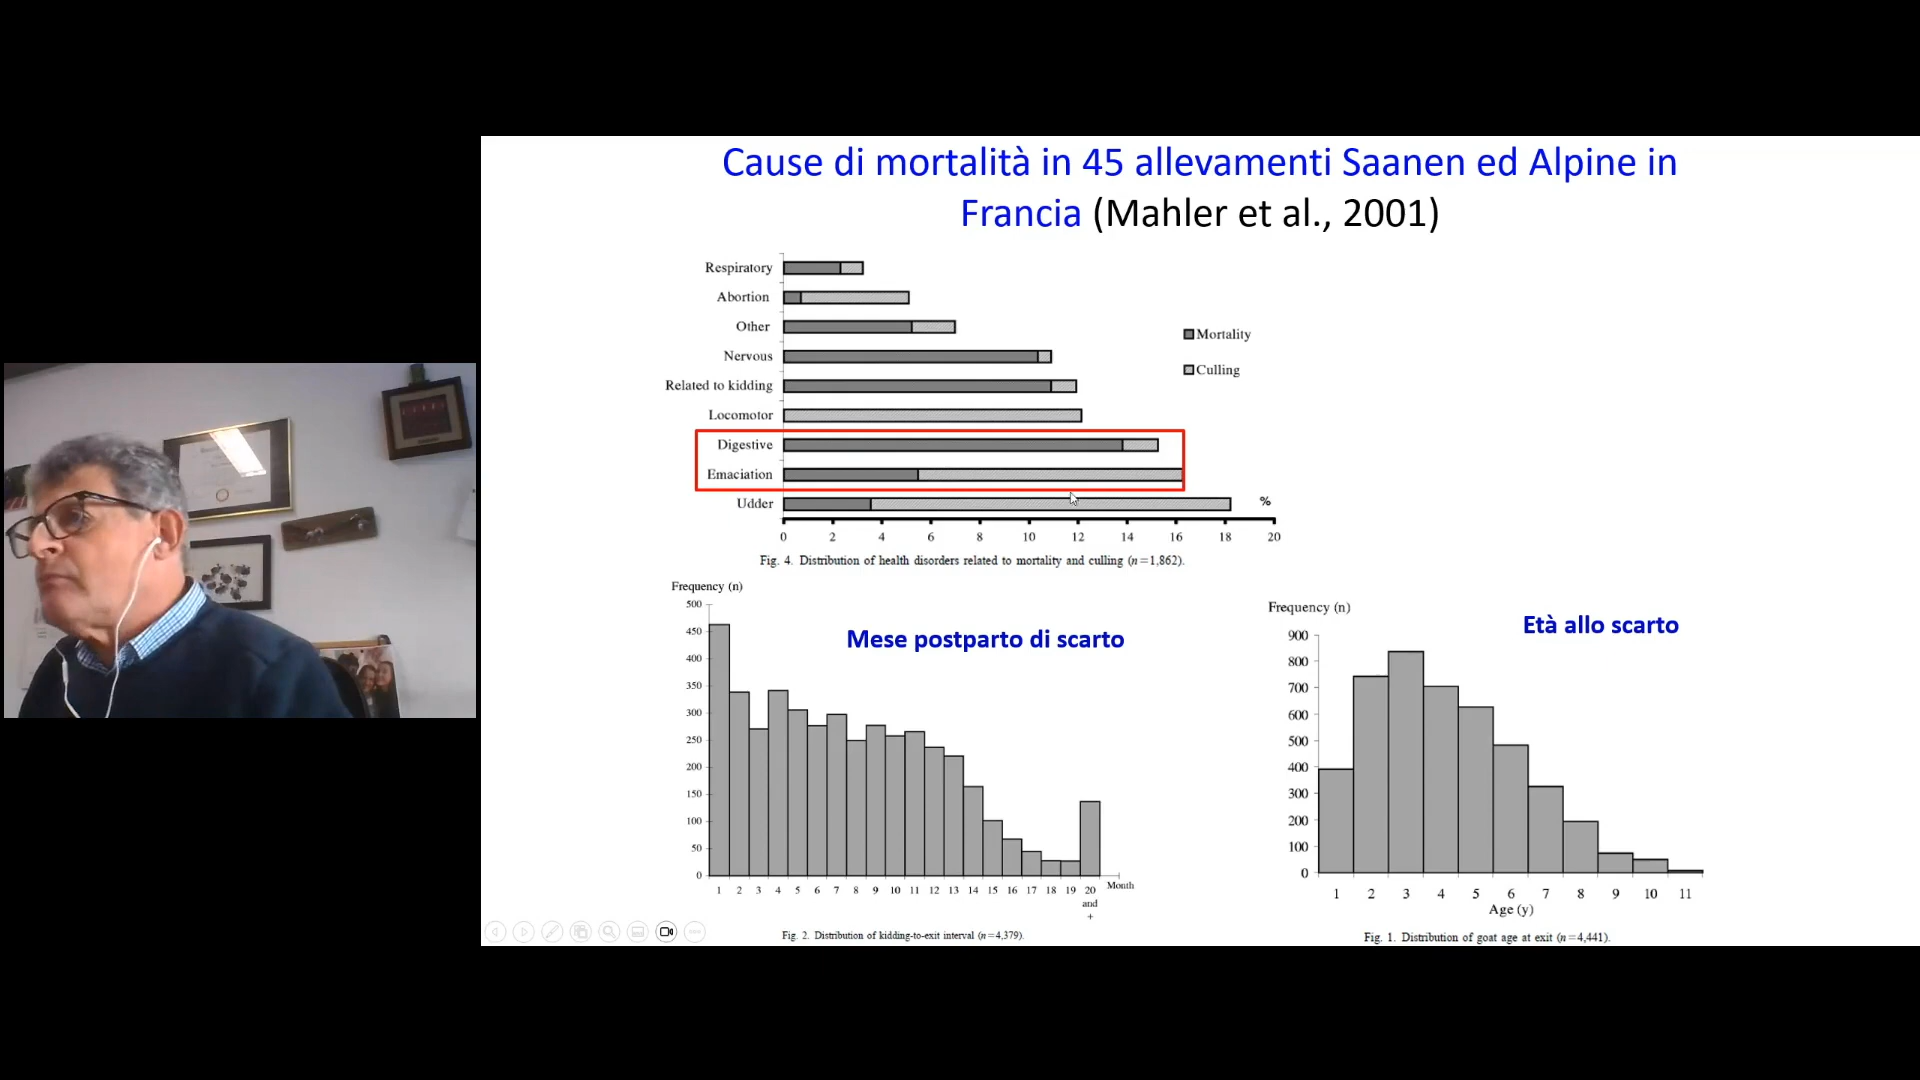 Cause di mortalità in 45 allevamenti Saanen ed Alpine in
Francia (Mahler et al., 2001)
Respiratory
Abortion
Other
Nervous
Related to kidding
Locomotor
Digestive
Emaciation
Udder
Mortality
Culling
%
0 2 4 6 8 10 12 14 16 18 20
Fig. 4. Distribution of health disorders related to mortality and culling (n=1,862).
Frequency (n)
Mese postparto di scarto
500
450
400
350
300
250
200
150
100
50
0
1 2 3 4 5 6 7 8 9 10 11 12 13 14 15 16 17 18 19 20 Month
and
+
Fig. 2. Distribution of kidding-to-exit interval (n=4,379).
Frequency (n)
Età allo scarto
900
800
700
600
500
400
300
200
100
0
1 2 3 4 5 6 7 8 9 10 11
Age (y)
Fig. 1. Distribution of goat age at exit (n=4,441).